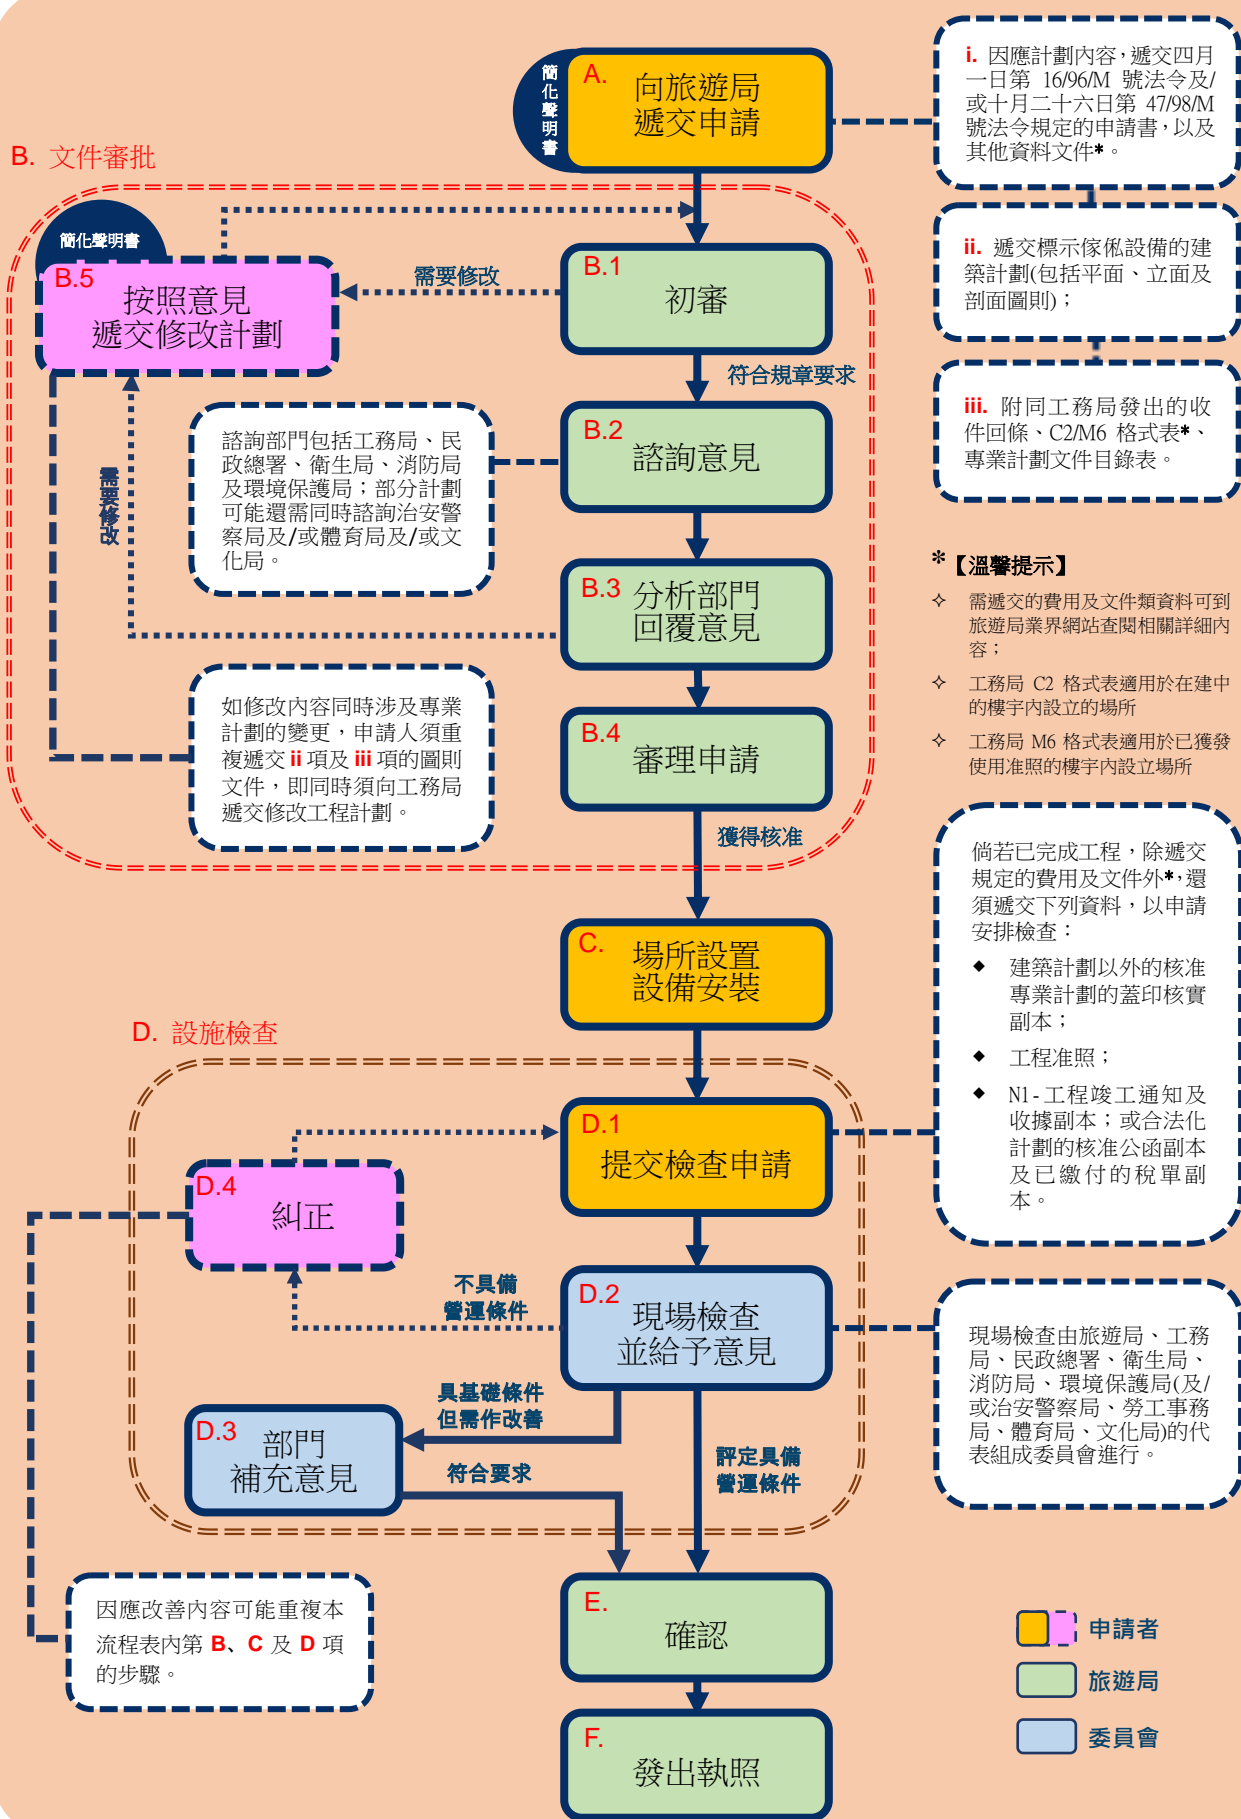 簡
化
聲
明
書
A. 向旅遊局
遞交申請
i. 因應計劃內容，遞交四月
一日第 16/96/M 號法令及/
或十月二十六日第 47/98/M
號法令規定的申請書，以及
其他資料文件*。
B. 文件審批
簡化聲明書
B.5 按照意見
遞交修改計劃
需要修改
B.1 初審
ii. 遞交標示傢俬設備的建
築計劃(包括平面、立面及
剖面圖則)；
符合規章要求
iii. 附同工務局發出的收
件回條、C2/M6 格式表*、
專業計劃文件目錄表。
需
要
修
改
諮詢部門包括工務局、民
政總署、衛生局、消防局
及環境保護局；部分計劃
可能還需同時諮詢治安警
察局及/或體育局及/或文
化局。
B.2 諮詢意見
B.3 分析部門
回覆意見
*【溫馨提示】
✧ 需遞交的費用及文件類資料可到
旅遊局業界網站查閱相關詳細內
容；
✧ 工務局 C2 格式表適用於在建中
的樓宇內設立的場所
✧ 工務局 M6 格式表適用於已獲發
使用准照的樓宇內設立場所
如修改內容同時涉及專業
計劃的變更，申請人須重
複遞交 ii 項及 iii 項的圖則
文件，即同時須向工務局
遞交修改工程計劃。
B.4 審理申請
獲得核准
倘若已完成工程，除遞交
規定的費用及文件外*，還
須遞交下列資料，以申請
安排檢查：
◆ 建築計劃以外的核准
專業計劃的蓋印核實
副本；
◆ 工程准照；
◆ N1-工程竣工通知及
收據副本；或合法化
計劃的核准公函副本
及已繳付的稅單副
本。
C. 場所設置
設備安裝
D. 設施檢查
D.1 提交檢查申請
D.4 糾正
不具備
營運條件
D.2 現場檢查
並給予意見
現場檢查由旅遊局、工務
局、民政總署、衛生局、
消防局、環境保護局(及/
或治安警察局、勞工事務
局、體育局、文化局)的代
表組成委員會進行。
具基礎條件
但需作改善
D.3 部門
補充意見
符合要求
評定具備
營運條件
因應改善內容可能重複本
流程表內第 B、C 及 D 項
的步驟。
E. 確認
F. 發出執照
申請者
旅遊局
委員會